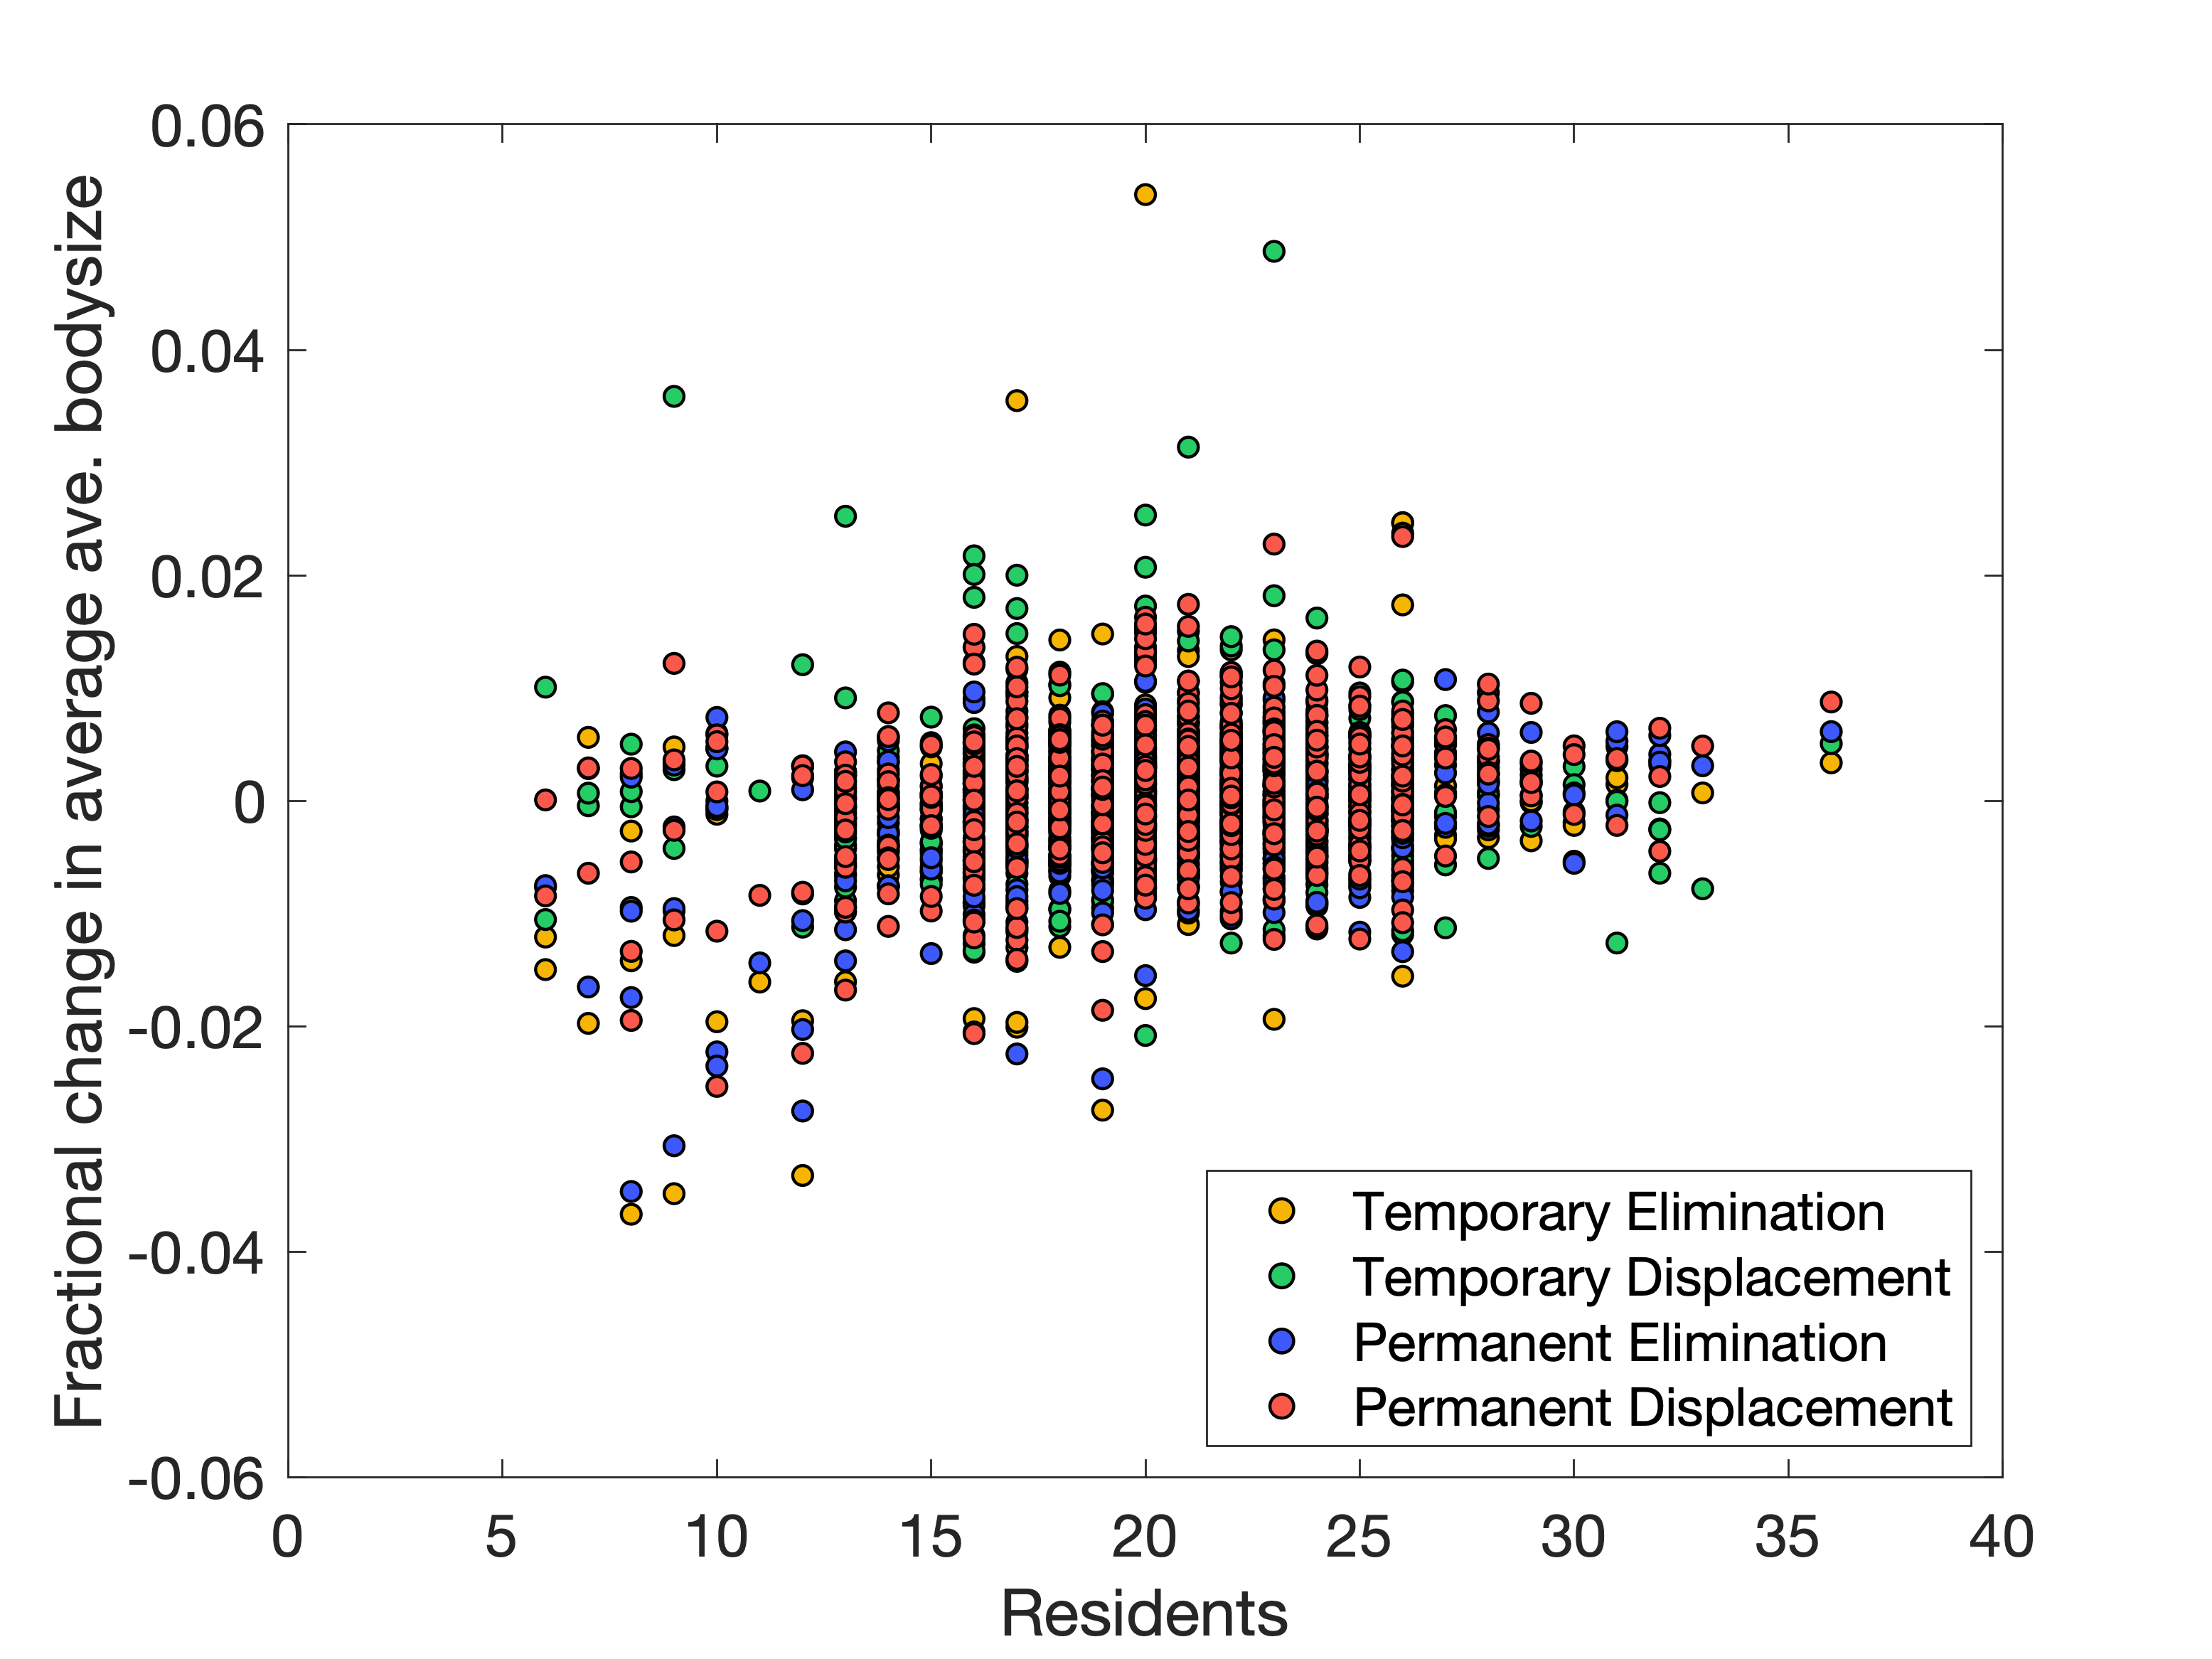 Fractional change in average ave. bodysize
0.06
0.04
0.02
0
-0.02
-0.04
-0.06
Temporary Elimination
Temporary Displacement
Permanent Elimination
Permanent Displacement
0 5 10 15 20 25 30 35 40
Residents